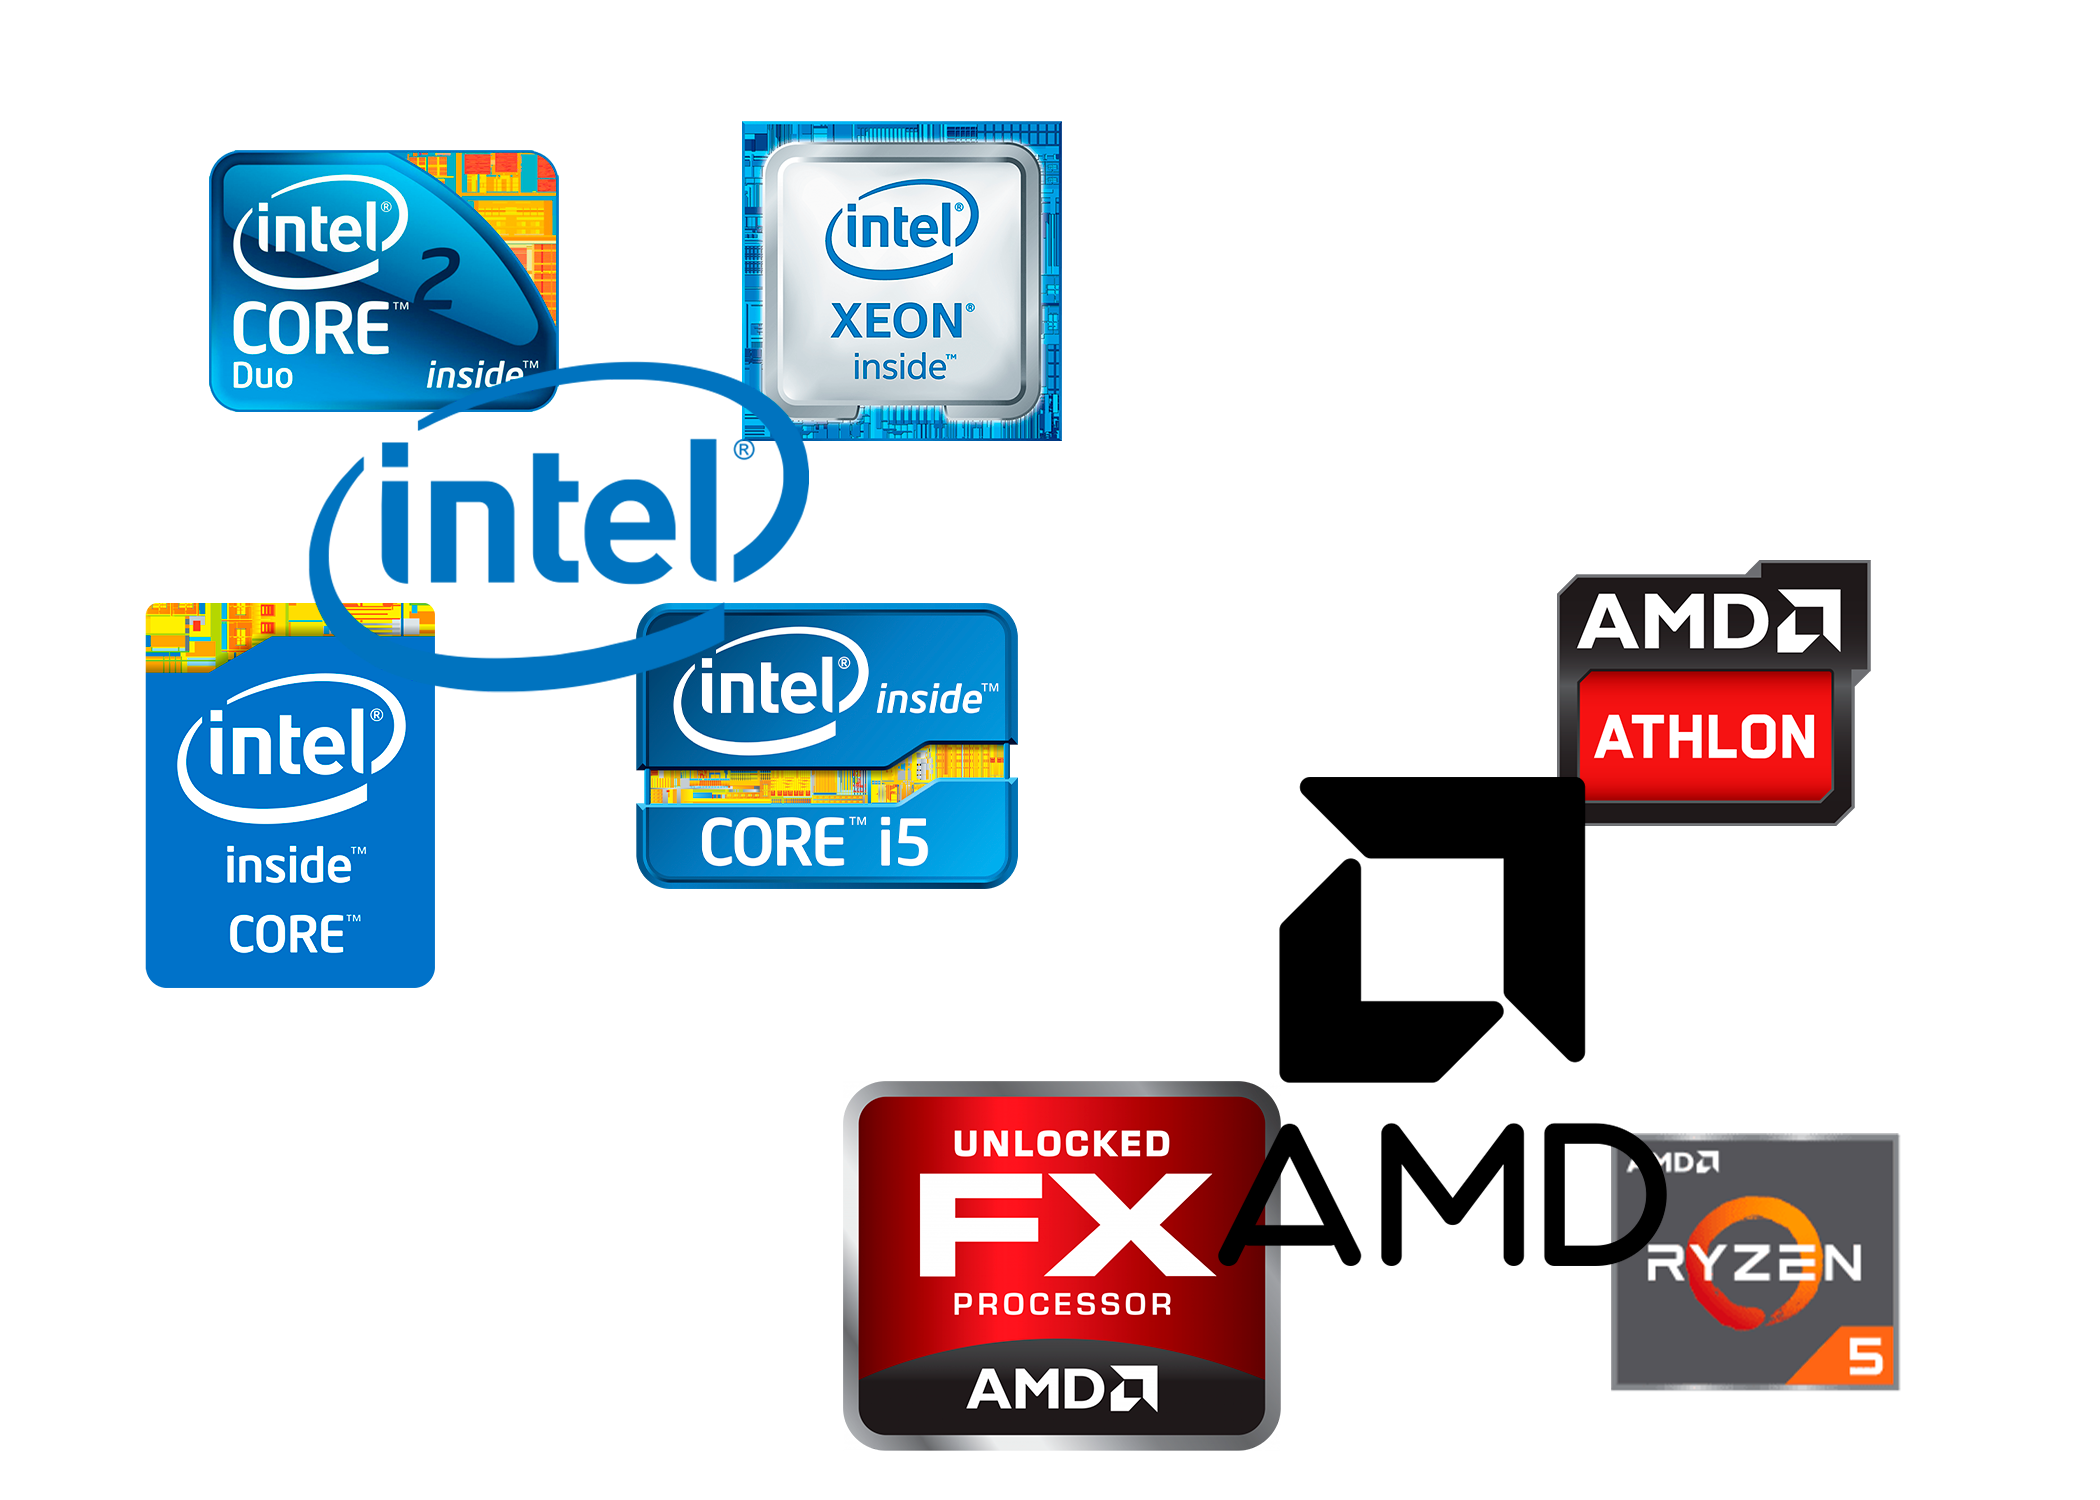 intel®
CORE™ 2
Duo
inside™
intel®
XEON®
inside™
intel®
intel®
inside™
CORE™
intel® inside™
CORE™ i5
AMD
ATHLON
AMD
UNLOCKED
FX
PROCESSOR
AMD
AMD
RYZEN
5